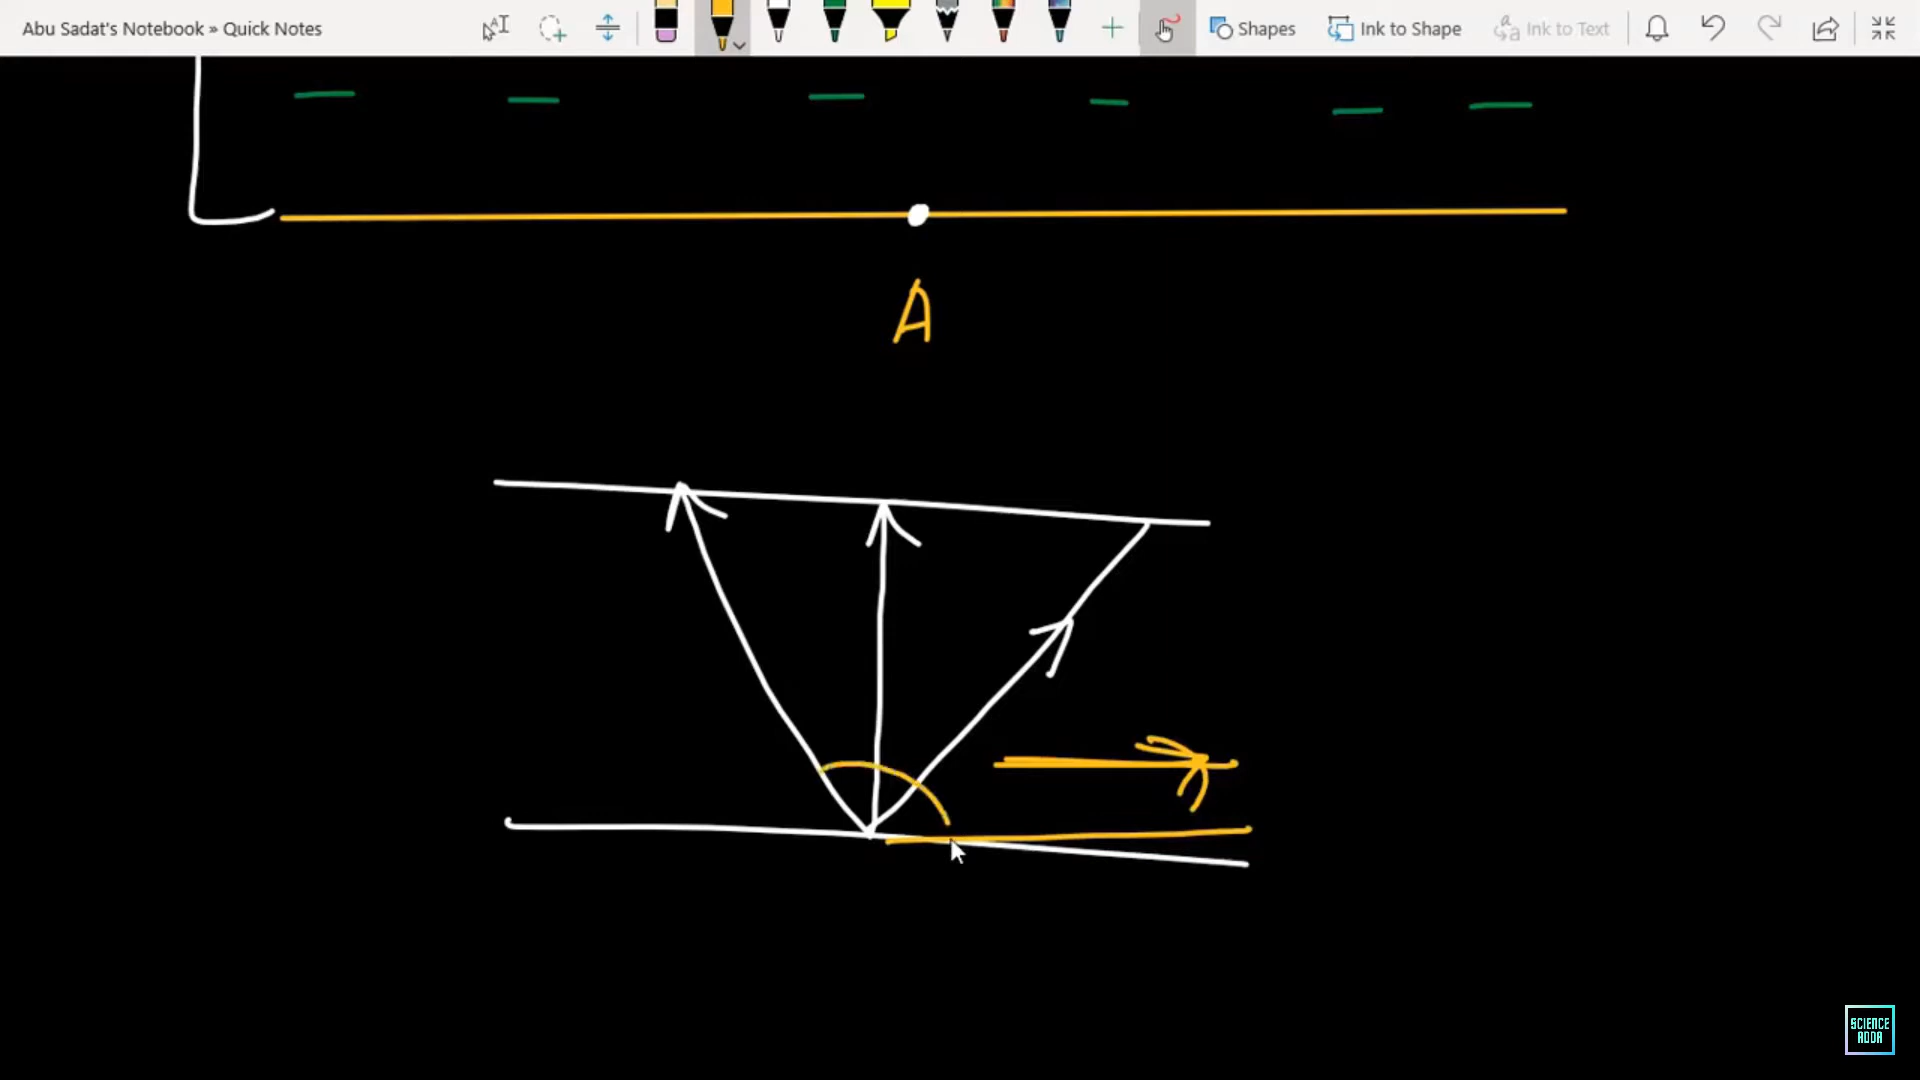 Abu Sadat's Notebook » Quick Notes
Shapes
Ink to Shape
Ink to Text
A
SCIENCE
ADDA